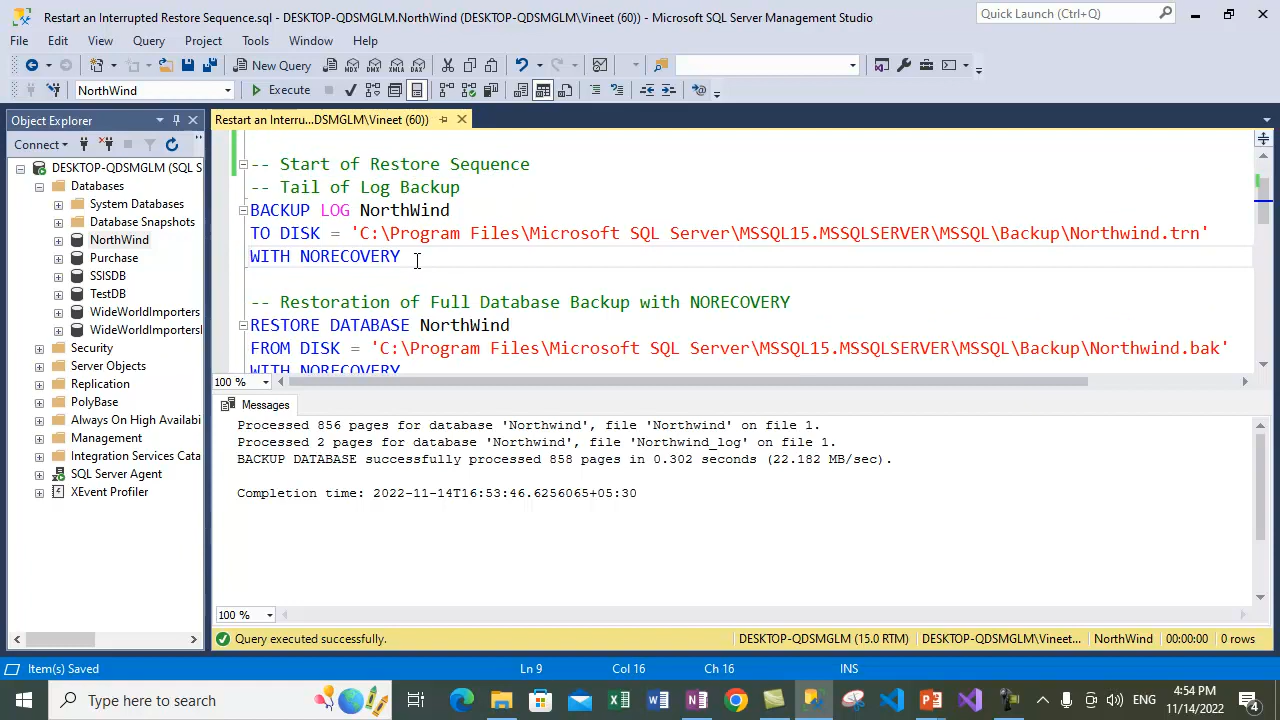 Restart an Interrupted Restore Sequence.sql - DESKTOP-QDSMGLM.NorthWind (DESKTOP-QDSMGLM\Vineet (60)) - Microsoft SQL Server Management Studio
Quick Launch (Ctrl+Q)
File Edit View Query Project Tools Window Help
New Query
MDX DMX XMLA DAX
NorthWind
Execute
Object Explorer
Restart an Interru...DSMGLM\Vineet (60))
Connect
DESKTOP-QDSMGLM (SQL S
Databases
System Databases
Database Snapshots
NorthWind
Purchase
SSISDB
TestDB
WideWorldImporters
WideWorldImportersI
Security
Server Objects
Replication
PolyBase
Always On High Availabi
Management
Integration Services Cata
SQL Server Agent
XEvent Profiler
-- Start of Restore Sequence
-- Tail of Log Backup
BACKUP LOG NorthWind
TO DISK = 'C:\Program Files\Microsoft SQL Server\MSSQL15.MSSQLSERVER\MSSQL\Backup\Northwind.trn'
WITH NORECOVERY
-- Restoration of Full Database Backup with NORECOVERY
RESTORE DATABASE NorthWind
FROM DISK = 'C:\Program Files\Microsoft SQL Server\MSSQL15.MSSQLSERVER\MSSQL\Backup\Northwind.bak'
WITH NORECOVERY
100 %
Messages
Processed 856 pages for database 'Northwind', file 'Northwind' on file 1.
Processed 2 pages for database 'Northwind', file 'Northwind_log' on file 1.
BACKUP DATABASE successfully processed 858 pages in 0.302 seconds (22.182 MB/sec).
Completion time: 2022-11-14T16:53:46.6256065+05:30
100 %
Query executed successfully.
DESKTOP-QDSMGLM (15.0 RTM) DESKTOP-QDSMGLM\Vineet... NorthWind 00:00:00 0 rows
Item(s) Saved Ln 9 Col 16 Ch 16 INS
Type here to search
ENG
4:54 PM
11/14/2022
4